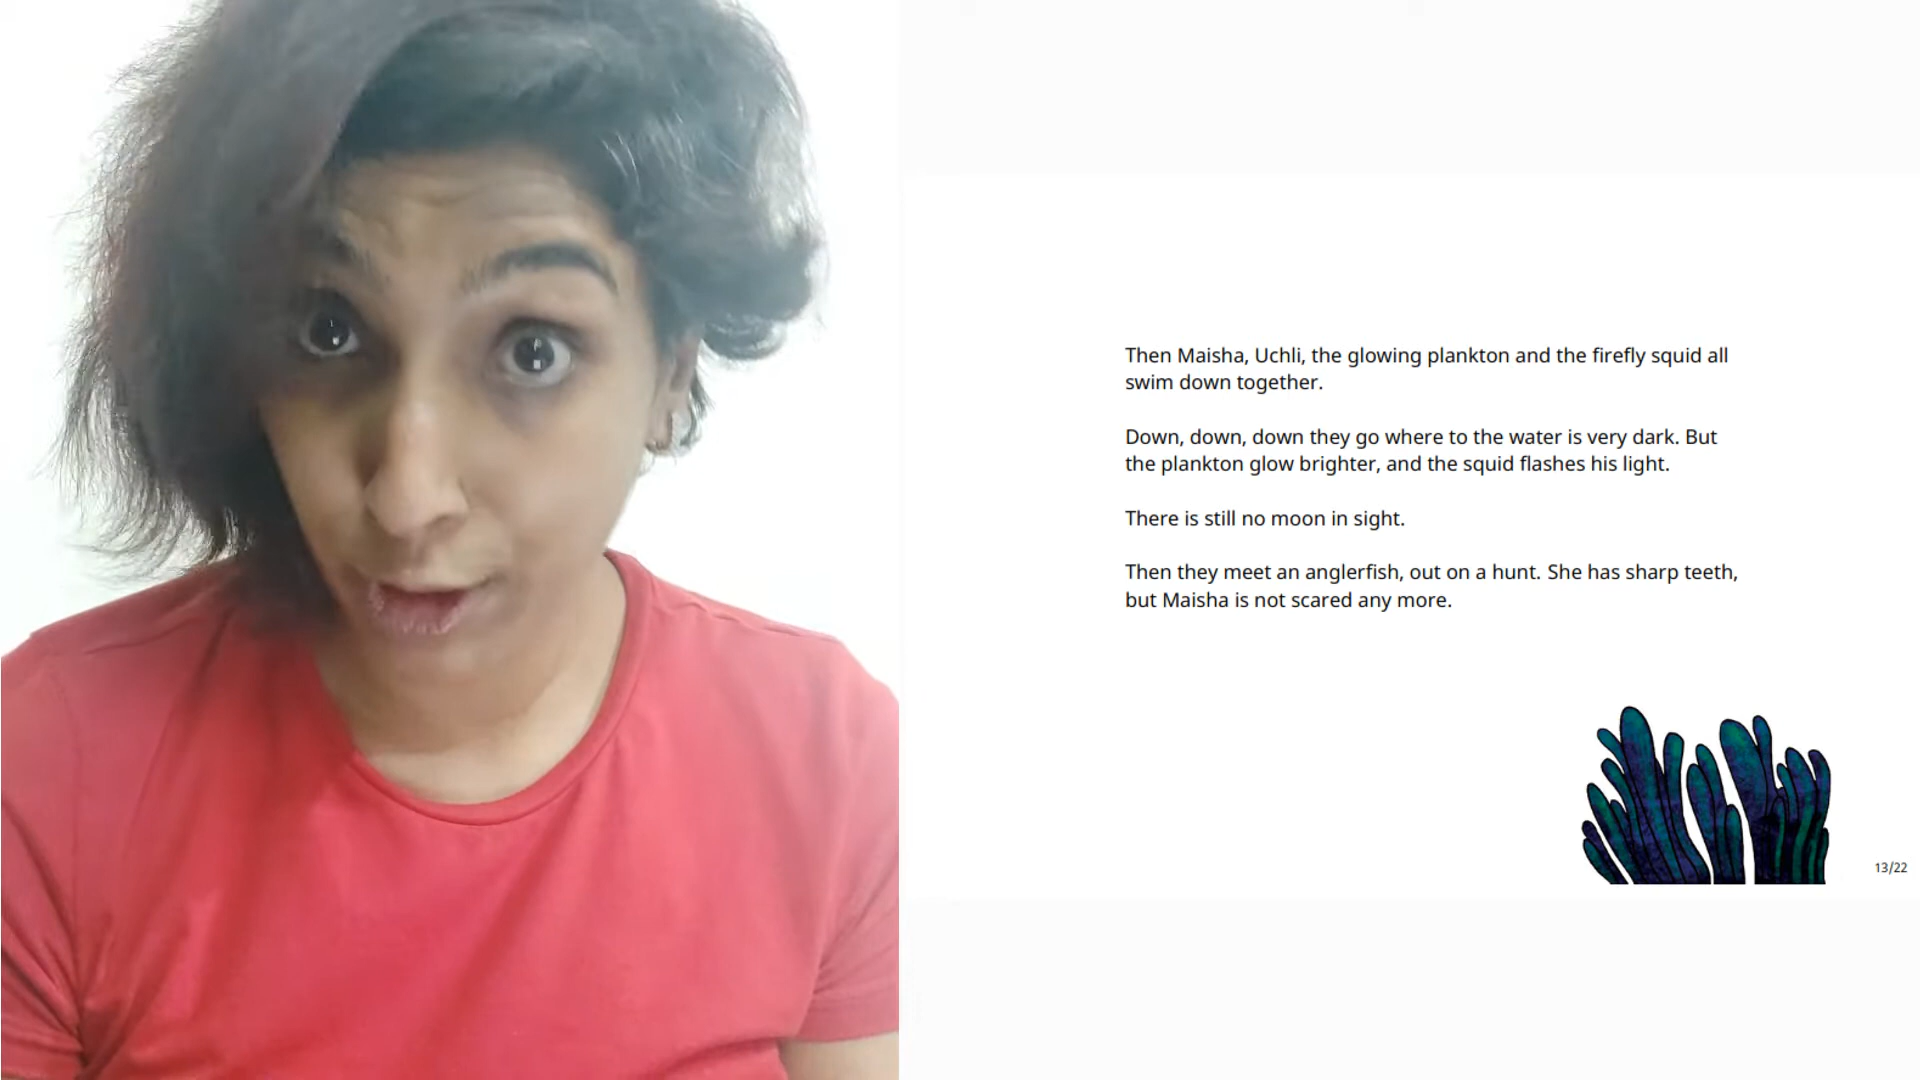 Then Maisha, Uchli, the glowing plankton and the firefly squid all
swim down together.
Down, down, down they go where to the water is very dark. But
the plankton glow brighter, and the squid flashes his light.
There is still no moon in sight.
Then they meet an anglerfish, out on a hunt. She has sharp teeth,
but Maisha is not scared any more.
13/22